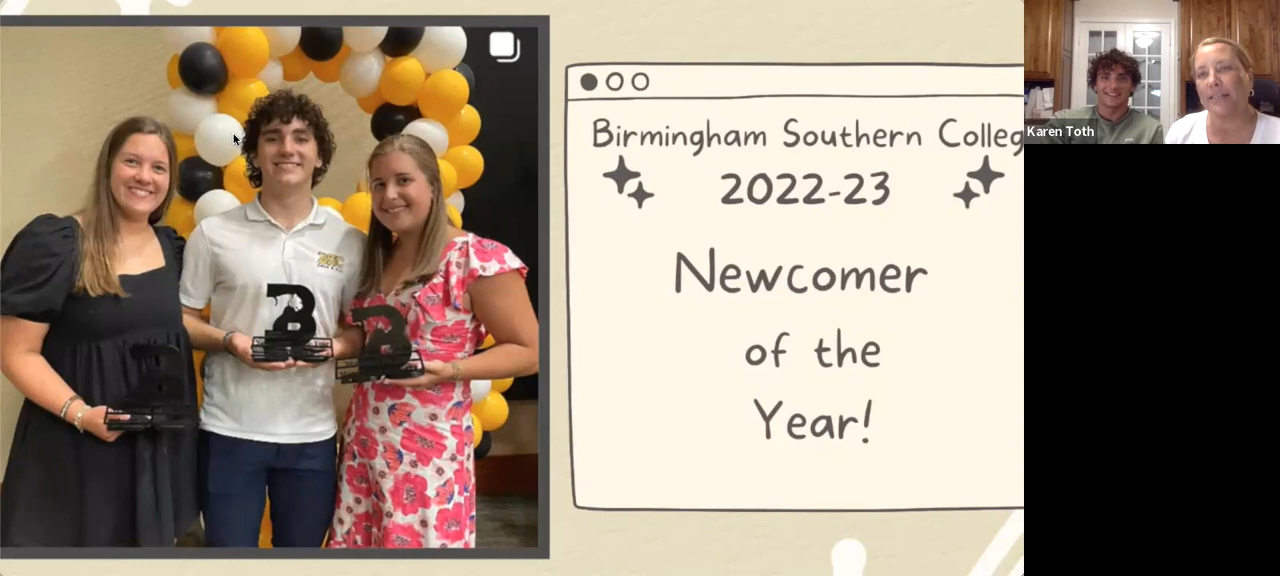 Birmingham Southern Colleg
2022-23
Newcomer
of the
Year!
Karen Toth